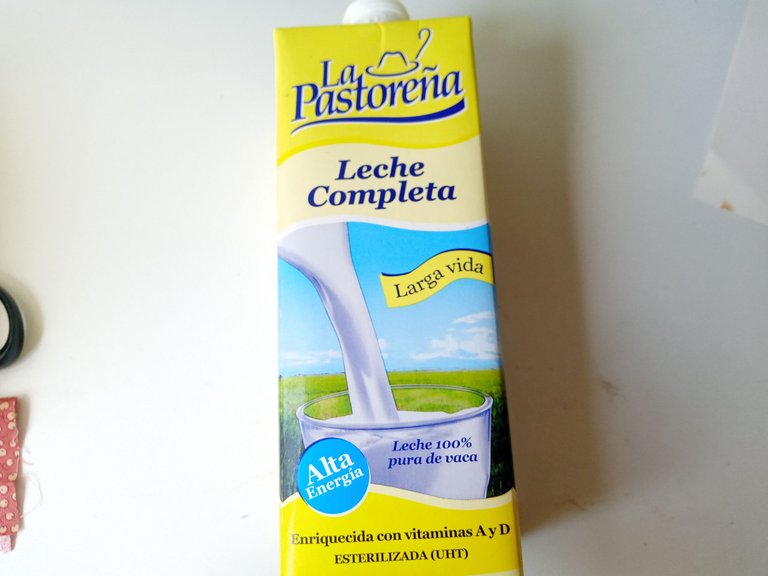 La
Pastoreña
Leche
Completa
Larga vida
Leche 100%
pura de vaca
Alta
Energía
Enriquecida con vitaminas A y D
ESTERILIZADA (UHT)